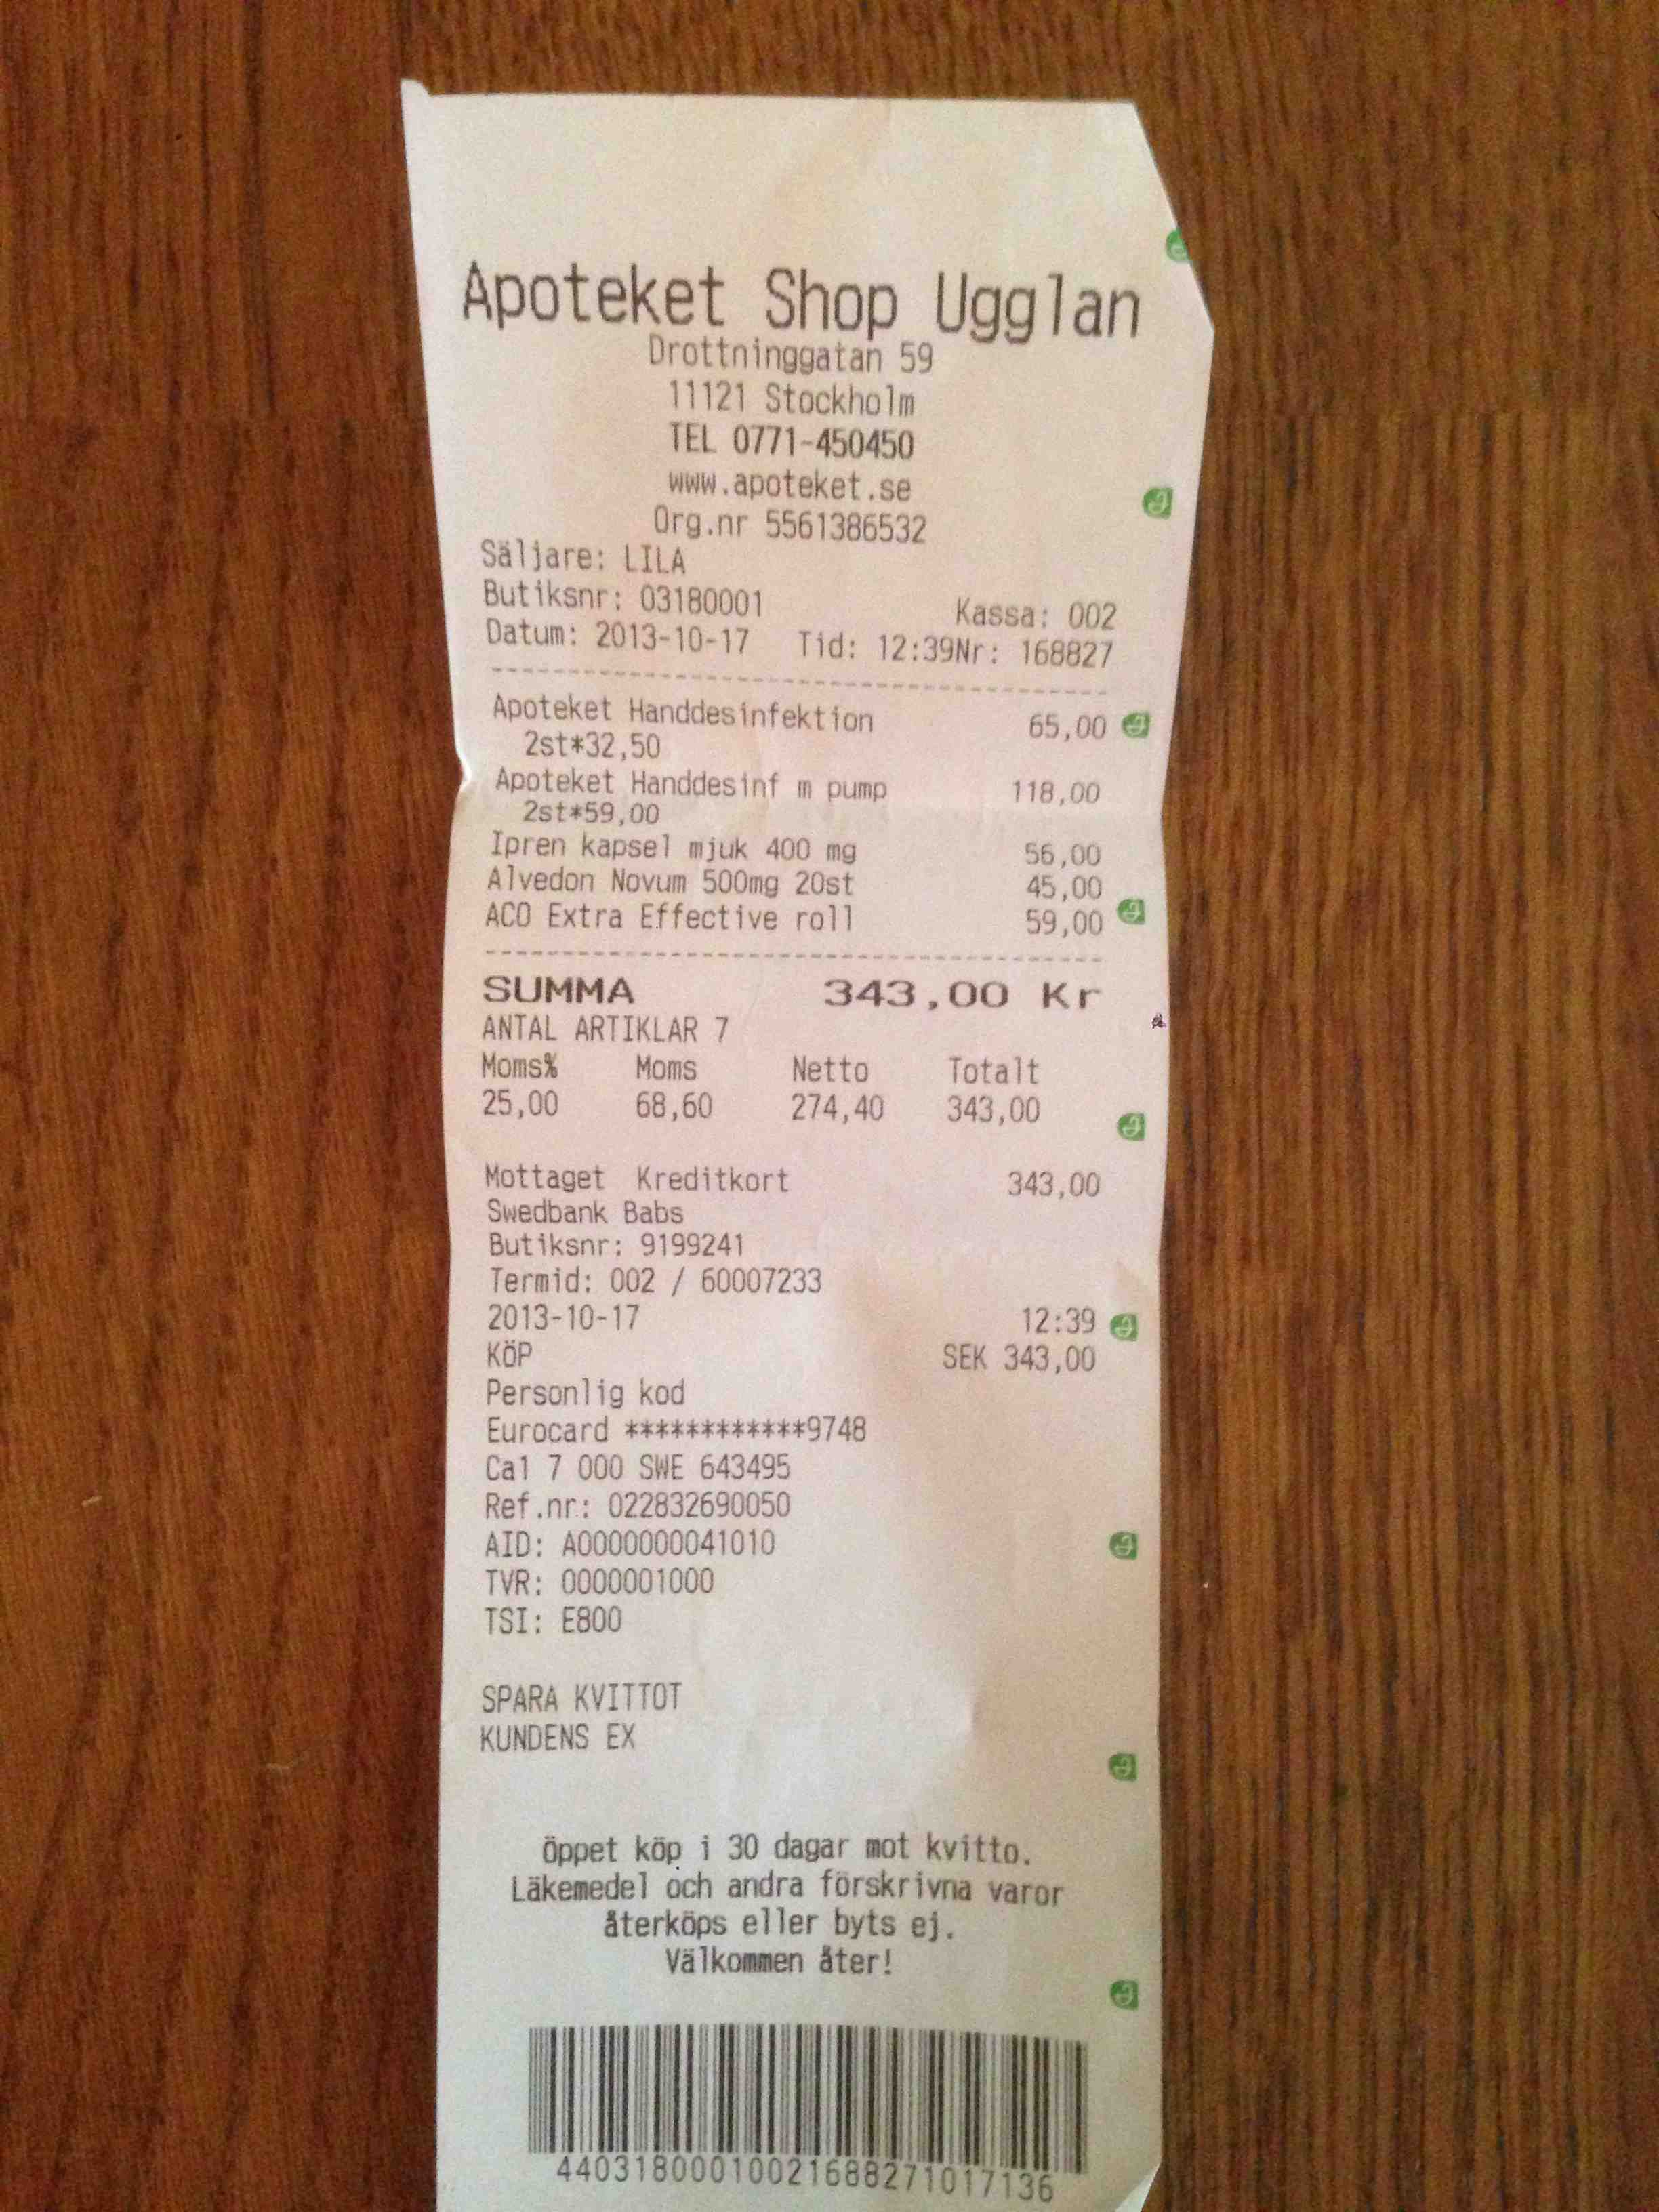 Apoteket Shop Ugglan
Drottninggatan 59
11121 Stockholm
TEL 0771-450450
www.apoteket.se
Org.nr 5561386532
Säljare: LILA
Butiksnr: 03180001 Kassa: 002
Datum: 2013-10-17 Tid: 12:39Nr: 168827
Apoteket Handdesinfektion 65,00
2st*32,50
Apoteket Handdesinf m pump 118,00
2st*59,00
Ipren kapsel mjuk 400 mg 56,00
Alvedon Novum 500mg 20st 45,00
ACO Extra Effective roll 59,00
SUMMA 343,00 Kr
ANTAL ARTIKLAR 7
Moms% Moms Netto Totalt
25,00 68,60 274,40 343,00
Mottaget Kreditkort 343,00
Swedbank Babs
Butiksnr: 9199241
Termid: 002 / 60007233
2013-10-17 12:39
KÖP SEK 343,00
Personlig kod
Eurocard ************9748
Ca1 7 000 SWE 643495
Ref.nr: 022832690050
AID: A0000000041010
TVR: 0000001000
TSI: E800
SPARA KVITTOT
KUNDENS EX
Öppet köp i 30 dagar mot kvitto.
Läkemedel och andra förskrivna varor
återköps eller byts ej.
Välkommen åter!
44031800010021688271017136